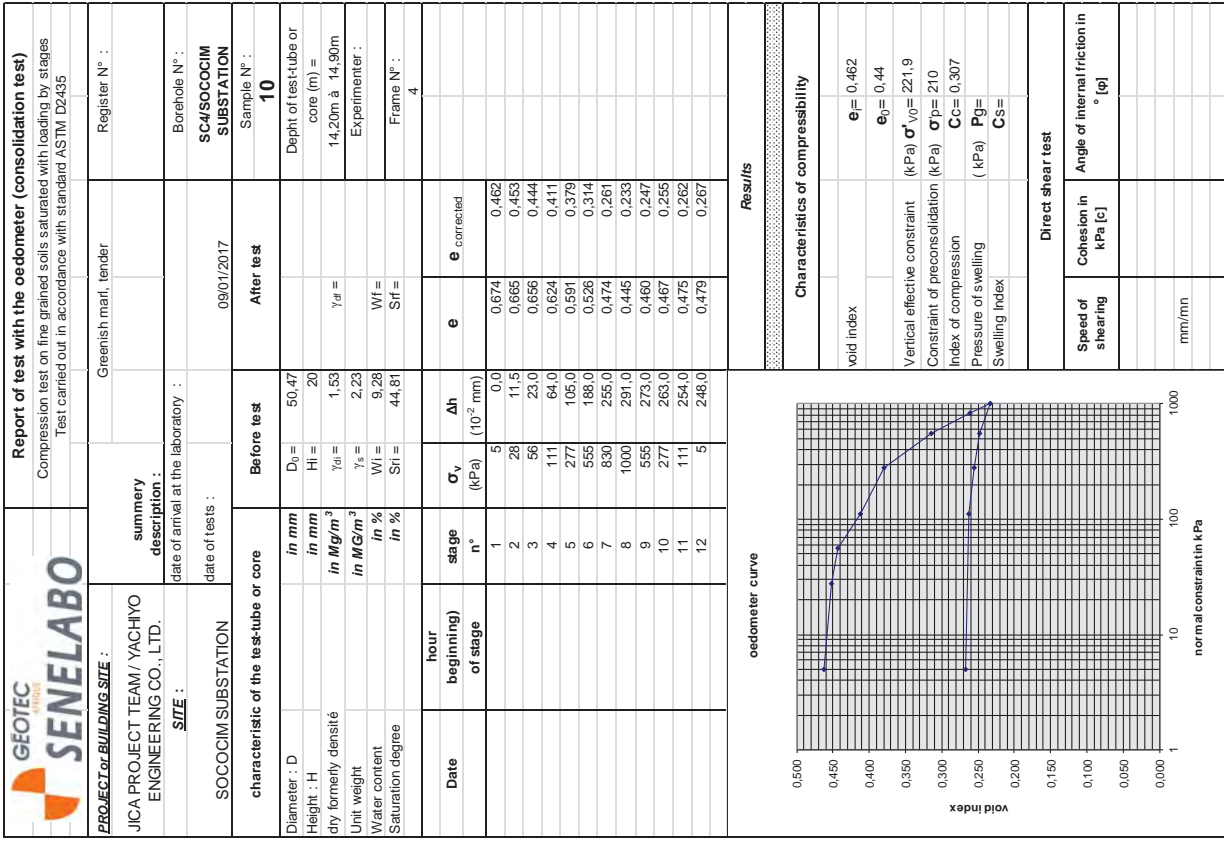 GEOTEC
AFRIQUE
SENELABO
Report of test with the oedometer (consolidation test)
Compression test on fine grained soils saturated with loading by stages
Test carried out in accordance with standard ASTM D2435
PROJECT or BUILDING SITE :
JICA PROJECT TEAM / YACHIYO
ENGINEERING CO., LTD.
SITE :
SOCOCIM SUBSTATION
summery
description :
Greenish marl, tender
Register N° :
date of arrival at the laboratory :
date of tests :
09/01/2017
Borehole N° :
SC4/SOCOCIM
SUBSTATION
Sample N° :
10
characteristic of the test-tube or core
Before test
After test
Depht of test-tube or
core (m) =
14,20m à 14,90m
Experimenter :
Frame N° :
4
Diameter : D in mm D0 = 50,47
Height : H in mm Hi = 20
dry formerly densité in Mg/m³ γdi = 1,53 γdf =
Unit weight in MG/m³ γs = 2,23
Water content in % Wi = 9,28 Wf =
Saturation degree in % Sri = 44,81 Srf =
Date
hour
beginning)
of stage
stage
n°
σv
(kPa)
Δh
(10⁻² mm)
e
e corrected
1 5 0,0 0,674 0,462
2 28 11,5 0,665 0,453
3 56 23,0 0,656 0,444
4 111 64,0 0,624 0,411
5 277 105,0 0,591 0,379
6 555 188,0 0,526 0,314
7 830 255,0 0,474 0,261
8 1000 291,0 0,445 0,233
9 555 273,0 0,460 0,247
10 277 263,0 0,467 0,255
11 111 254,0 0,475 0,262
12 5 248,0 0,479 0,267
Results
oedometer curve
void index
0,500
0,450
0,400
0,350
0,300
0,250
0,200
0,150
0,100
0,050
0,000
1 10 100 1000
normal constraint in kPa
Characteristics of compressibility
void index ei= 0,462
e0= 0,44
Vertical effective constraint (kPa) σ'v0= 221,9
Constraint of preconsolidation (kPa) σ'p= 210
Index of compression Cc= 0,307
Pressure of swelling ( kPa) Pg=
Swelling Index Cs=
Direct shear test
Speed of
shearing
Cohesion in
kPa [c]
Angle of internal friction in
° [φ]
mm/mn